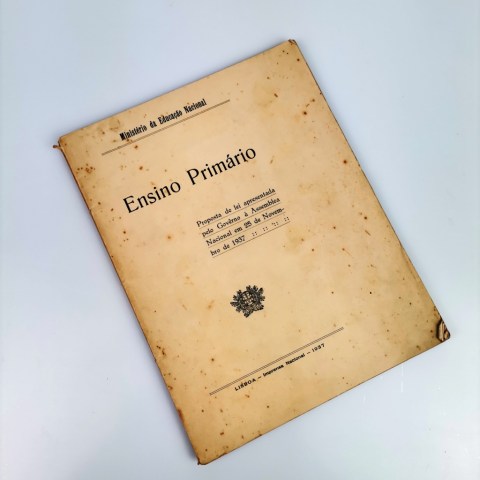 Ministério da Educação Nacional
Ensino Primário
Proposta de lei apresentada
pelo Govêrno à Assemblea
Nacional em 28 de Novem-
bro de 1937
LISBOA — Imprensa Nacional — 1937